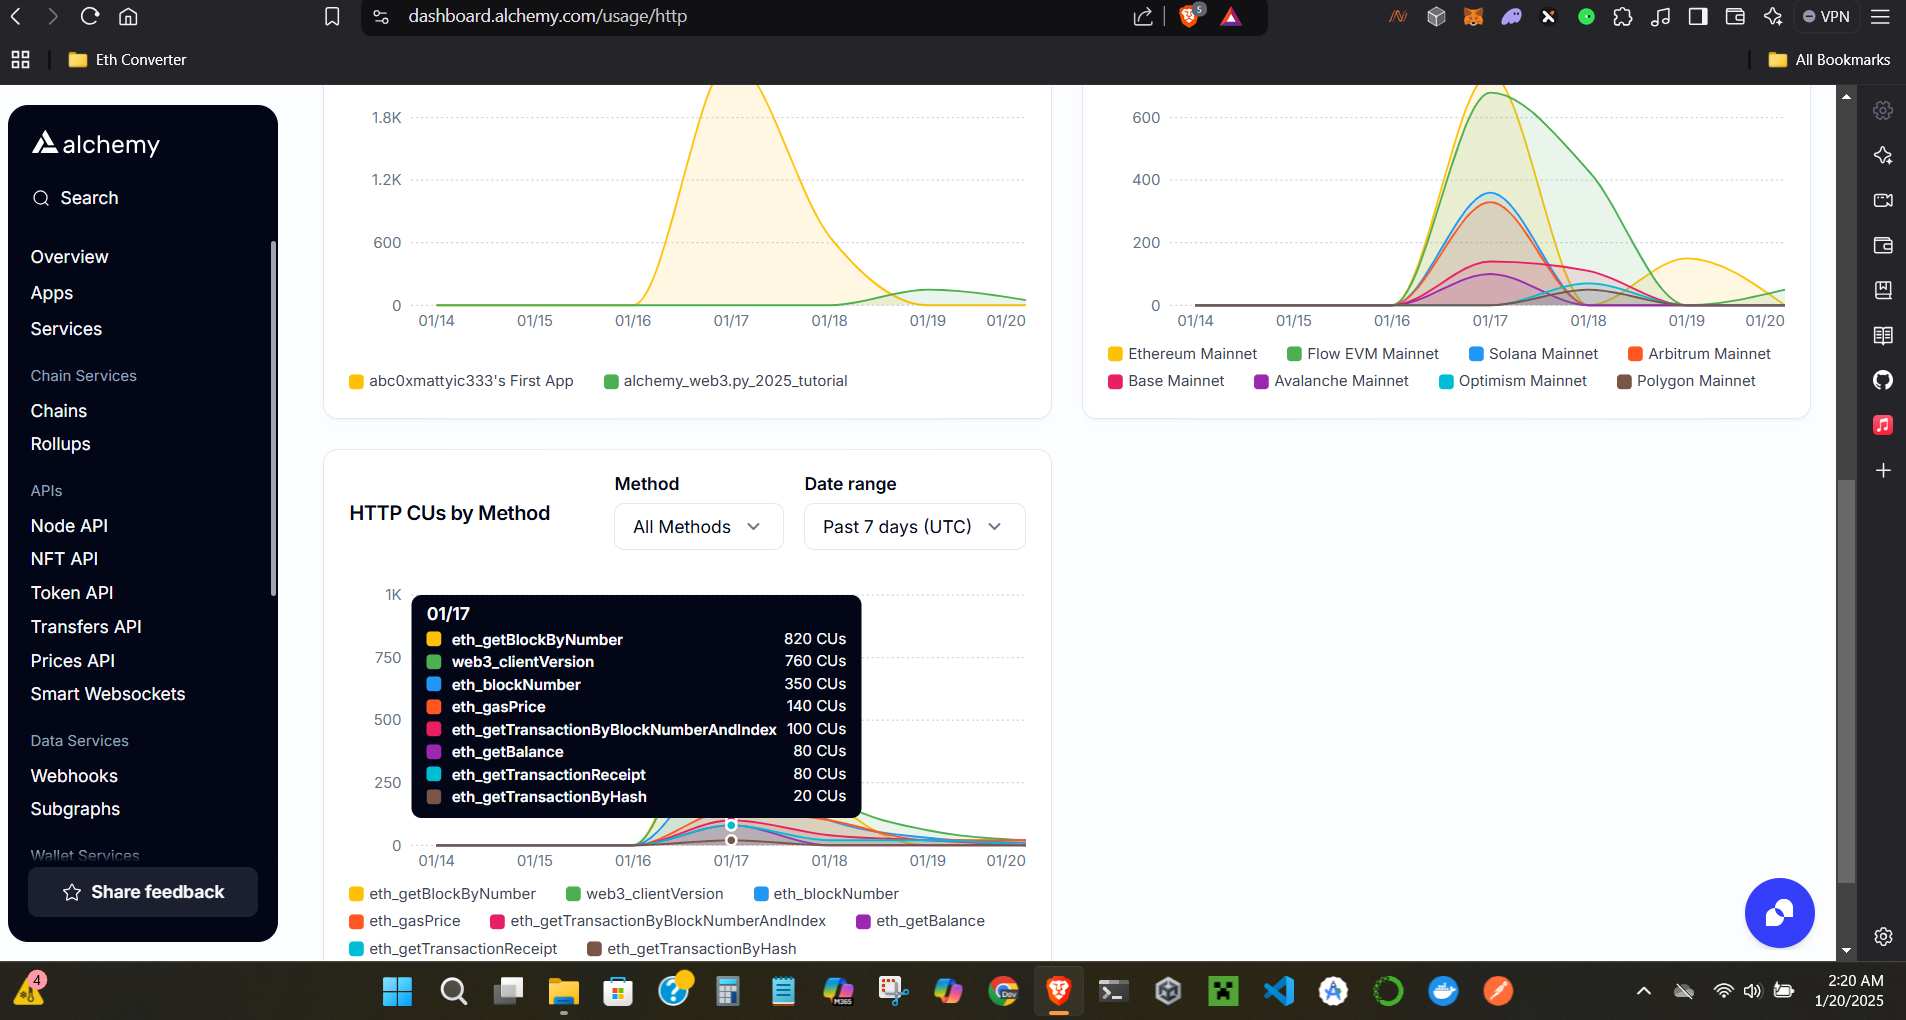 dashboard.alchemy.com/usage/http
5
VPN
Eth Converter
All Bookmarks
alchemy
Search
Overview
Apps
Services
Chain Services
Chains
Rollups
APIs
Node API
NFT API
Token API
Transfers API
Prices API
Smart Websockets
Data Services
Webhooks
Subgraphs
Wallet Services
Share feedback
1.8K
1.2K
600
0
01/14 01/15 01/16 01/17 01/18 01/19 01/20
abc0xmattyic333's First App alchemy_web3.py_2025_tutorial
600
400
200
0
01/14 01/15 01/16 01/17 01/18 01/19 01/20
Ethereum Mainnet Flow EVM Mainnet Solana Mainnet Arbitrum Mainnet
Base Mainnet Avalanche Mainnet Optimism Mainnet Polygon Mainnet
Method Date range
HTTP CUs by Method All Methods Past 7 days (UTC)
1K
750
500
250
0
01/17
eth_getBlockByNumber 820 CUs
web3_clientVersion 760 CUs
eth_blockNumber 350 CUs
eth_gasPrice 140 CUs
eth_getTransactionByBlockNumberAndIndex 100 CUs
eth_getBalance 80 CUs
eth_getTransactionReceipt 80 CUs
eth_getTransactionByHash 20 CUs
01/14 01/15 01/16 01/17 01/18 01/19 01/20
eth_getBlockByNumber web3_clientVersion eth_blockNumber
eth_gasPrice eth_getTransactionByBlockNumberAndIndex eth_getBalance
eth_getTransactionReceipt eth_getTransactionByHash
4
M365
Dev
2:20 AM
1/20/2025